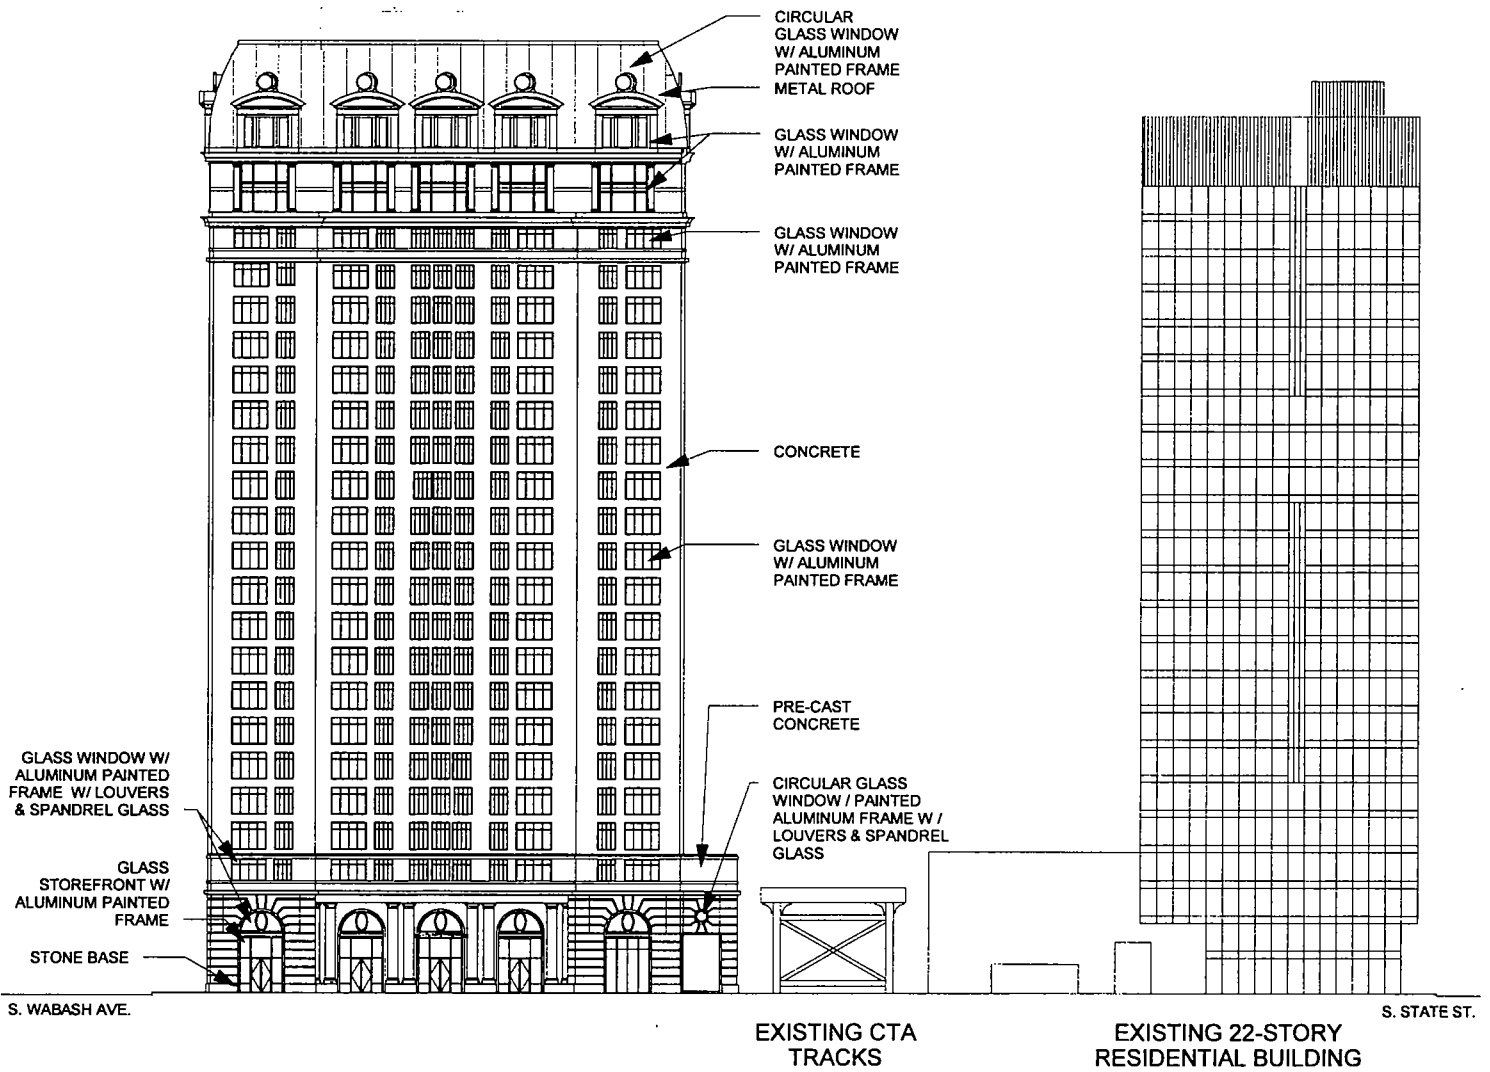 CIRCULAR
GLASS WINDOW
W/ ALUMINUM
PAINTED FRAME
METAL ROOF
GLASS WINDOW
W/ ALUMINUM
PAINTED FRAME
GLASS WINDOW
W/ ALUMINUM
PAINTED FRAME
CONCRETE
GLASS WINDOW
W/ ALUMINUM
PAINTED FRAME
PRE-CAST
CONCRETE
CIRCULAR GLASS
WINDOW / PAINTED
ALUMINUM FRAME W /
LOUVERS & SPANDREL
GLASS
GLASS WINDOW W/
ALUMINUM PAINTED
FRAME W/ LOUVERS
& SPANDREL GLASS
GLASS
STOREFRONT W/
ALUMINUM PAINTED
FRAME
STONE BASE
S. WABASH AVE.
S. STATE ST.
EXISTING CTA
TRACKS
EXISTING 22-STORY
RESIDENTIAL BUILDING